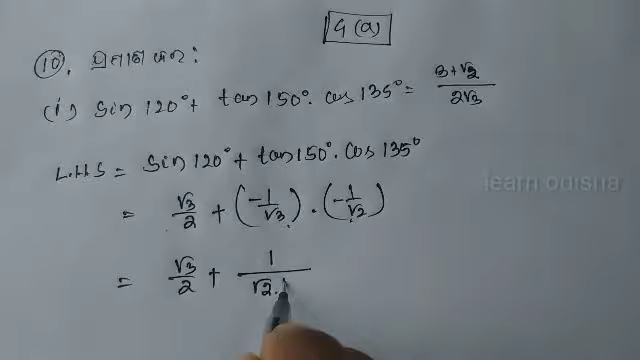 4(a)
10. ପ୍ରମାଣ କର :
(i) sin 120° + tan 150°. cos 135° = 3+√2 / 2√3
L.H.S = sin 120° + tan 150°. cos 135°
= √3/2 + (-1/√3) . (-1/√2)
learn odisha
= √3/2 + 1/√2.